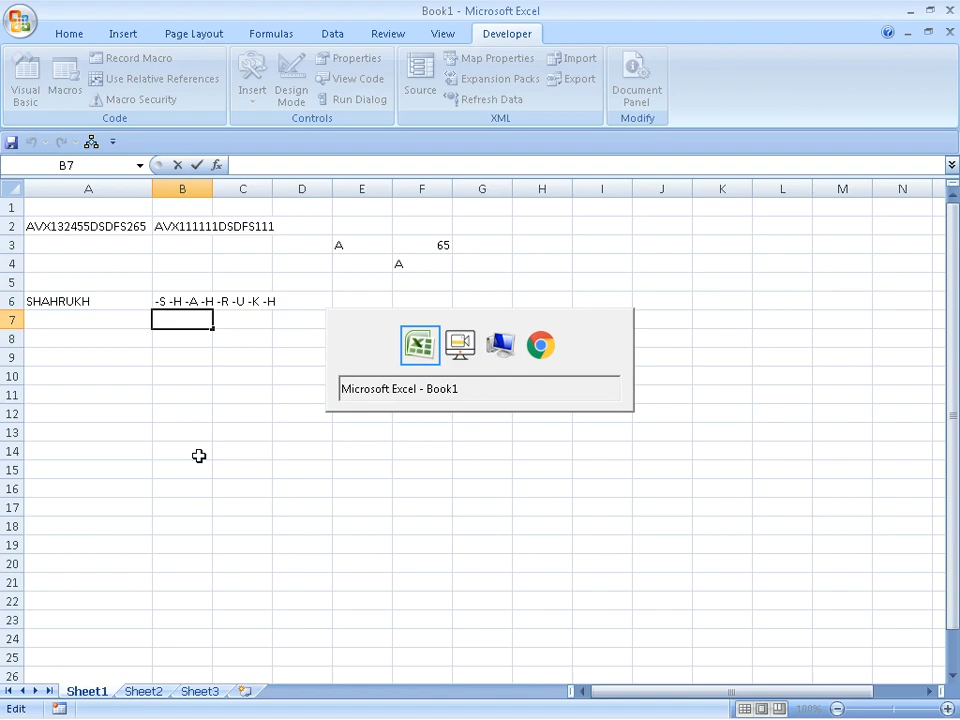 Book1 - Microsoft Excel
Home Insert Page Layout Formulas Data Review View Developer
Visual Basic
Macros
Record Macro
Use Relative References
Macro Security
Code
Insert
Design Mode
Properties
View Code
Run Dialog
Controls
Source
Map Properties
Expansion Packs
Refresh Data
Import
Export
XML
Document Panel
Modify
B7 fx
A B C D E F G H I J K L M N
1
2 AVX132455DSDFS265 AVX111111DSDFS111
3 A 65
4 A
5
6 SHAHRUKH -S -H -A -H -R -U -K -H
7
8
9
10
11
12
13
14
15
16
17
18
19
20
21
22
23
24
25
26
Microsoft Excel - Book1
Sheet1 Sheet2 Sheet3
Edit 100%